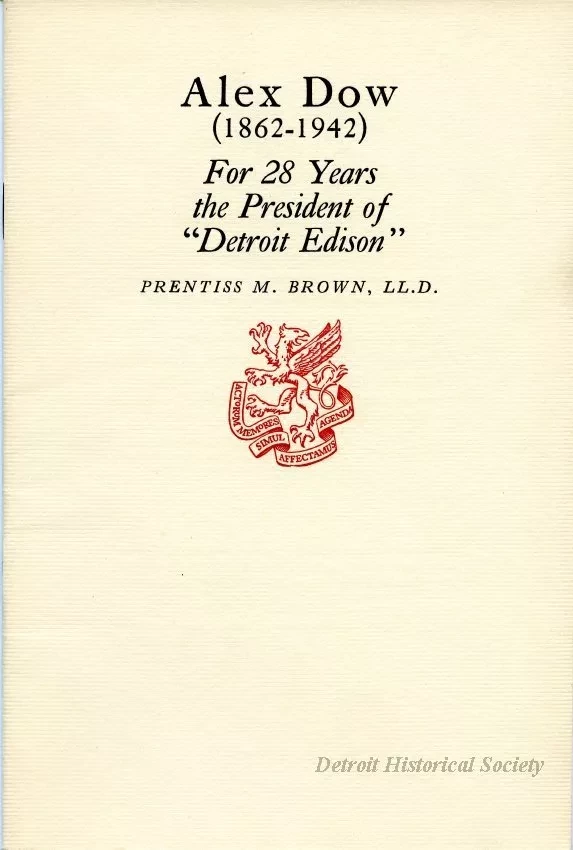 Alex Dow
(1862-1942)
For 28 Years
the President of
“Detroit Edison”
PRENTISS M. BROWN, LL.D.
ACTORUM
MEMORES
SIMUL
AFFECTAMUS
AGENDA
Detroit Historical Society